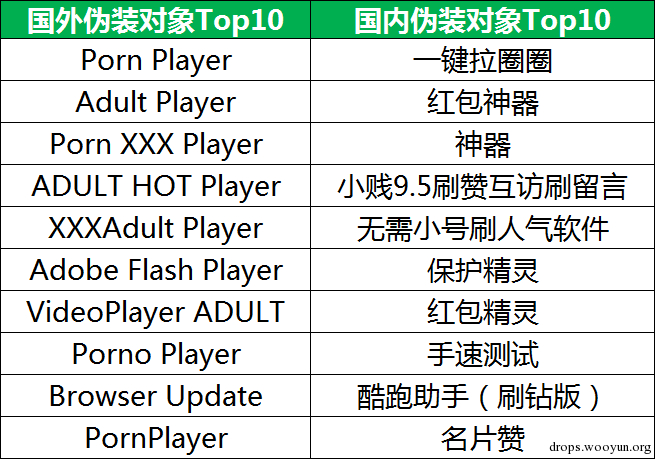 国外伪装对象Top10 国内伪装对象Top10
Porn Player 一键拉圈圈
Adult Player 红包神器
Porn XXX Player 神器
ADULT HOT Player 小贱9.5刷赞互访刷留言
XXXAdult Player 无需小号刷人气软件
Adobe Flash Player 保护精灵
VideoPlayer ADULT 红包精灵
Porno Player 手速测试
Browser Update 酷跑助手（刷钻版）
PornPlayer 名片赞
drops.wooyun.org